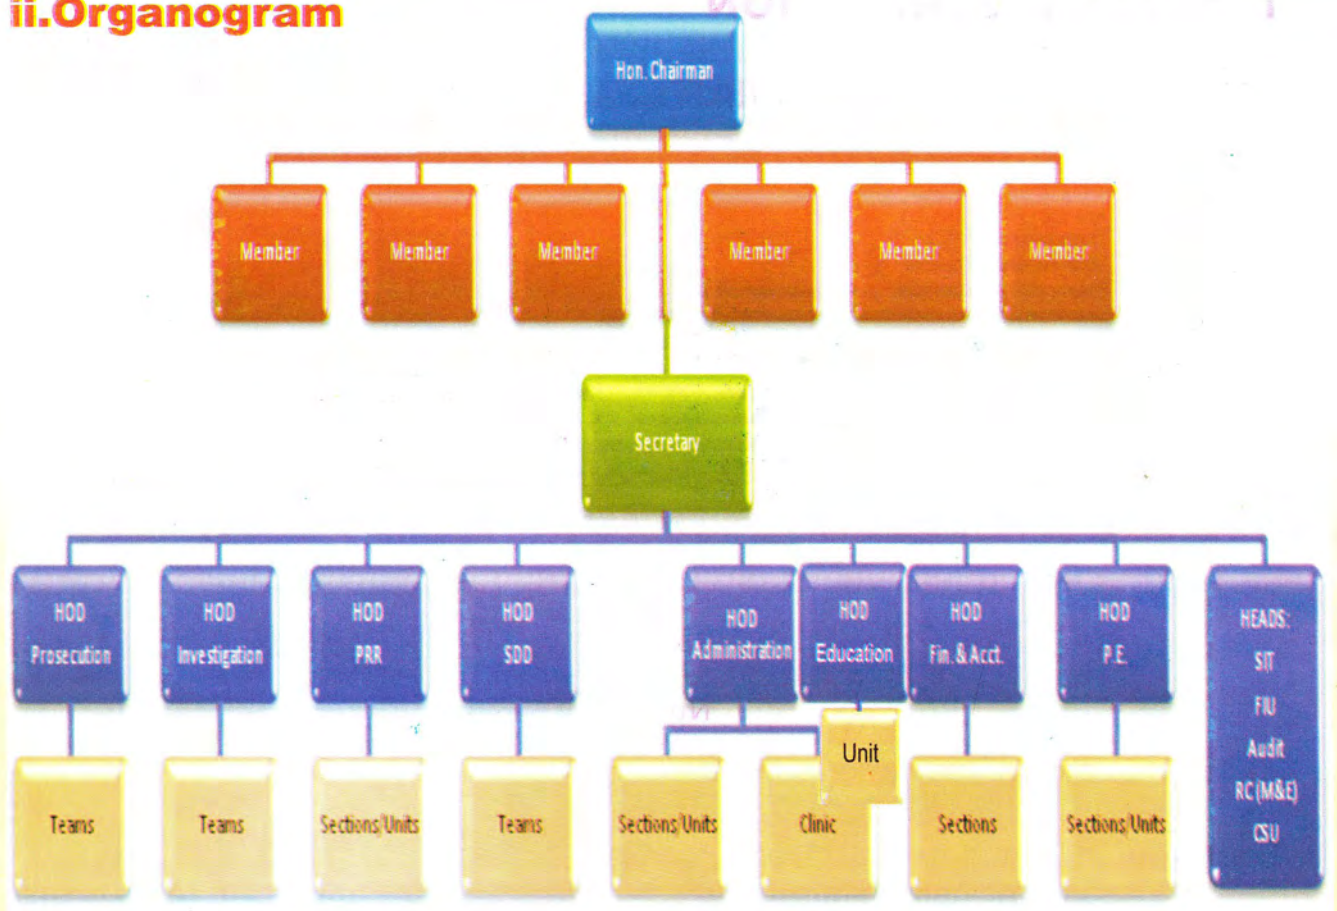 ii.Organogram
Hon. Chairman
Member
Member
Member
Member
Member
Member
Secretary
HOD
Prosecution
HOD
Investigation
HOD
PRR
HOD
SDD
HOD
Administration
HOD
Education
HOD
Fin. & Acct.
HOD
P.E.
HEADS:
SIT
FIU
Audit
RC (M&E)
CSU
Unit
Teams
Teams
Sections/Units
Teams
Sections/Units
Clinic
Sections
Sections/Units